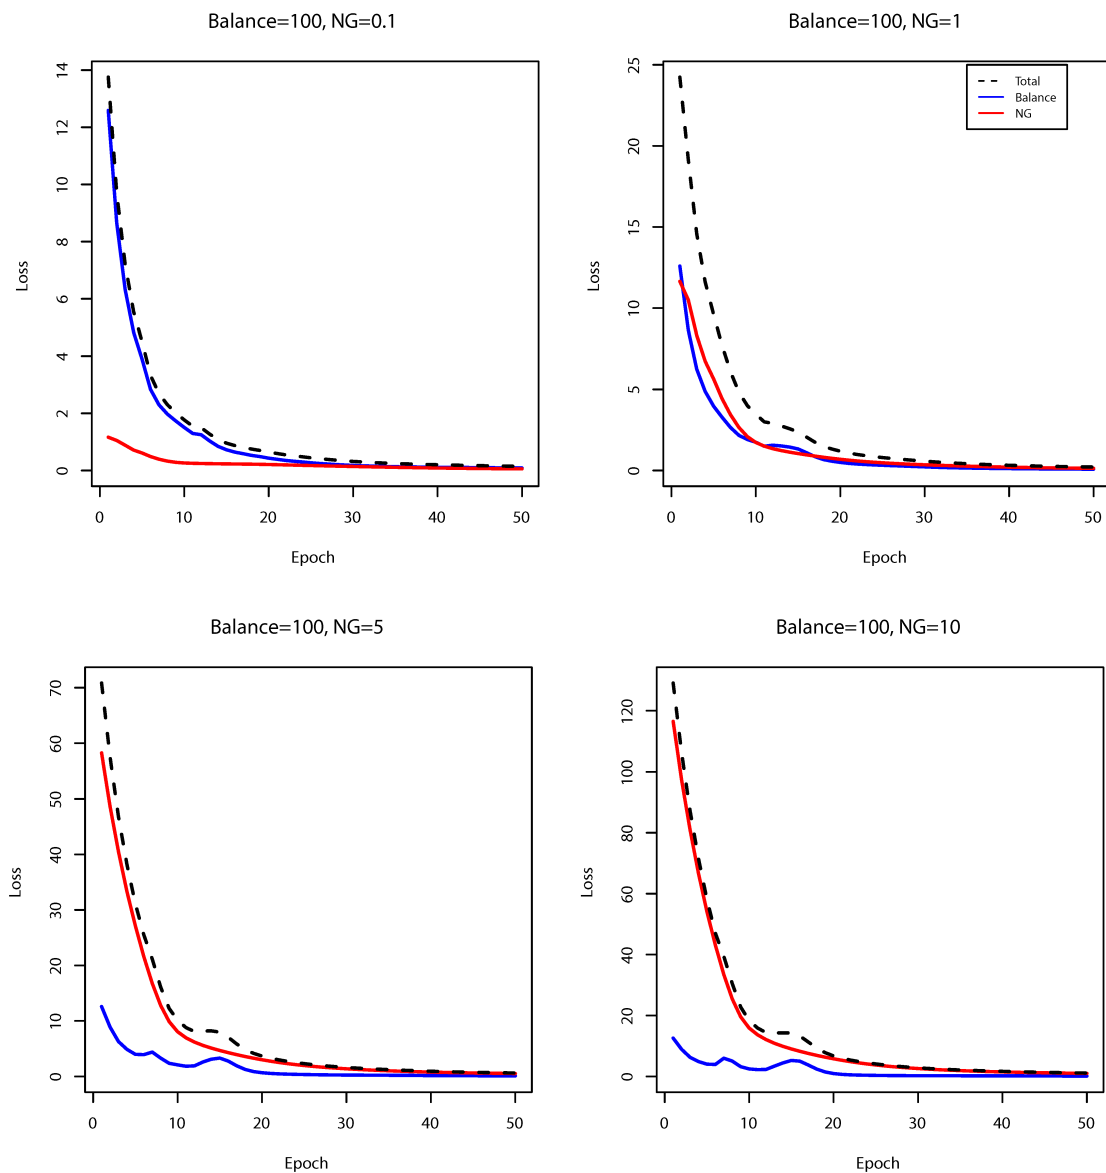 Balance=100, NG=0.1
14
12
10
8
6
4
2
0
Loss
0 10 20 30 40 50
Epoch
Balance=100, NG=1
25
20
15
10
5
0
Loss
Total
Balance
NG
0 10 20 30 40 50
Epoch
Balance=100, NG=5
70
60
50
40
30
20
10
0
Loss
0 10 20 30 40 50
Epoch
Balance=100, NG=10
120
100
80
60
40
20
0
Loss
0 10 20 30 40 50
Epoch